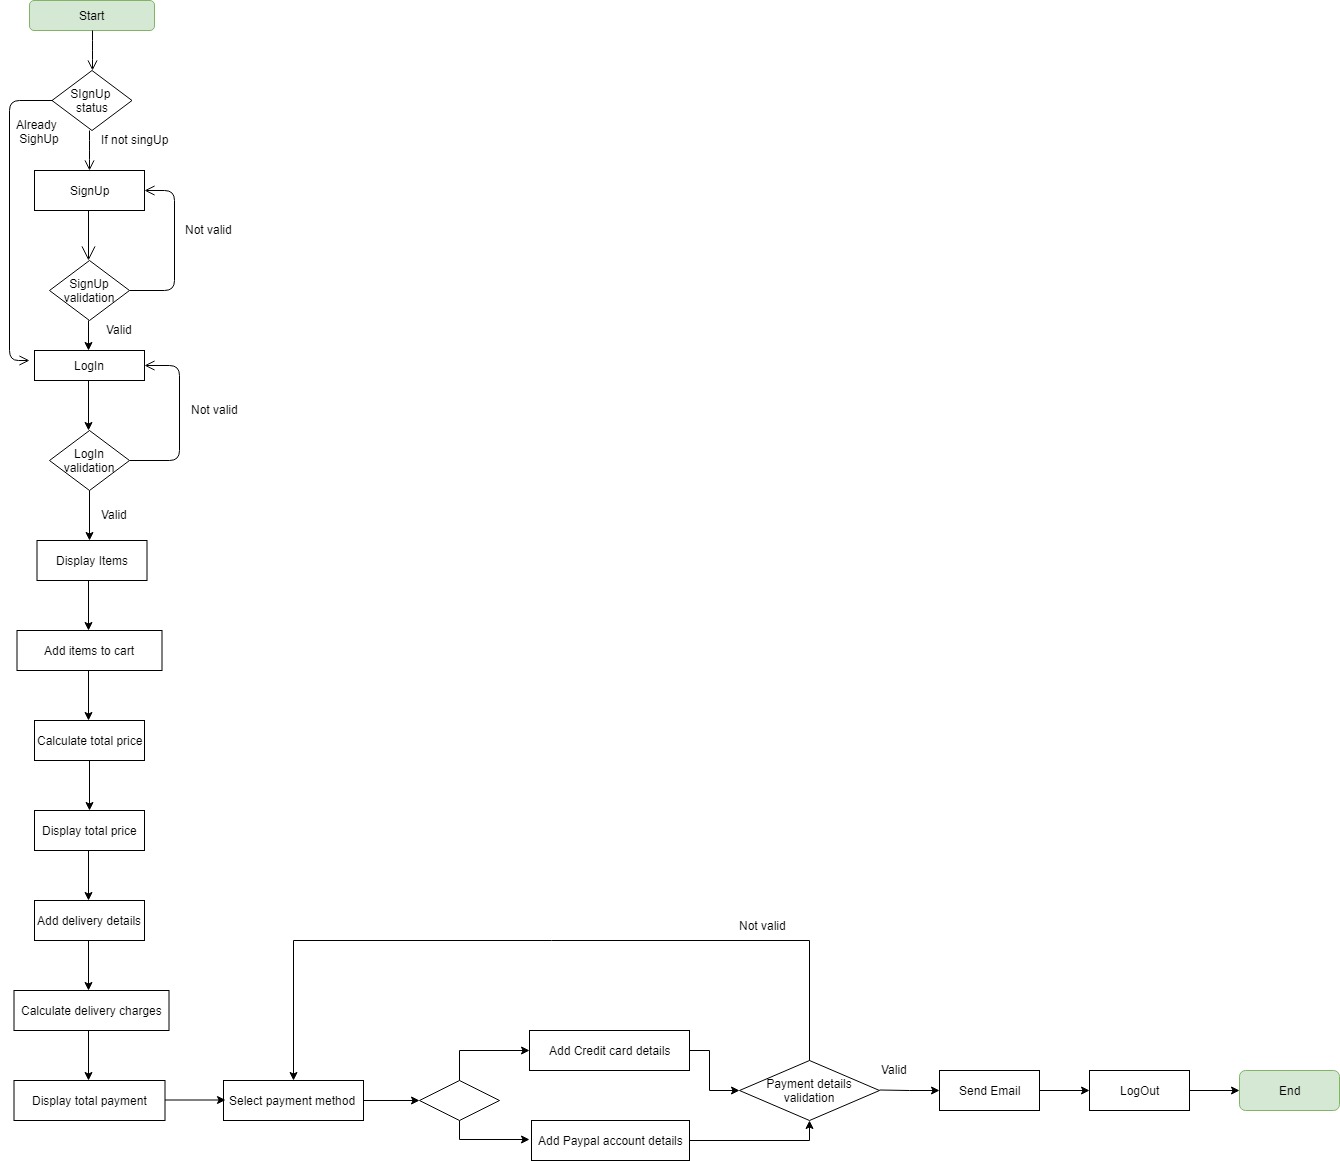 Start
SIgnUp
status
Already
SighUp
If not singUp
SignUp
Not valid
SignUp
validation
Valid
LogIn
Not valid
LogIn
validation
Valid
Display Items
Add items to cart
Calculate total price
Display total price
Add delivery details
Not valid
Calculate delivery charges
Add Credit card details
Valid
Payment details
validation
Send Email
LogOut
End
Display total payment
Select payment method
Add Paypal account details